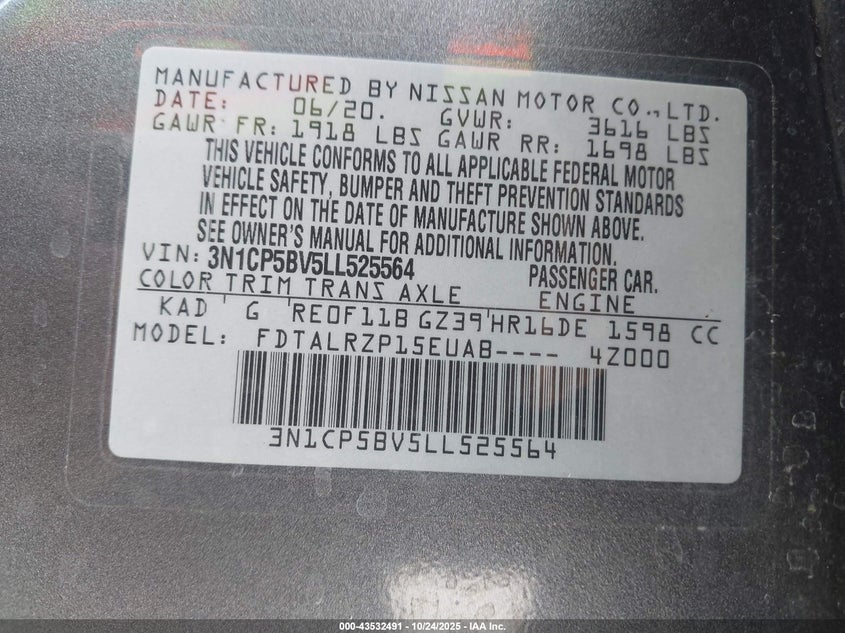 MANUFACTURED BY NISSAN MOTOR CO.,LTD.
DATE: 06/20. GVWR: 3616 LBS
GAWR FR: 1918 LBS GAWR RR: 1698 LBS
THIS VEHICLE CONFORMS TO ALL APPLICABLE FEDERAL MOTOR
VEHICLE SAFETY, BUMPER AND THEFT PREVENTION STANDARDS
IN EFFECT ON THE DATE OF MANUFACTURE SHOWN ABOVE.
SEE OWNER'S MANUAL FOR ADDITIONAL INFORMATION.
VIN: 3N1CP5BV5LL525564 PASSENGER CAR.
COLOR TRIM TRANS AXLE ENGINE
KAD G RE0F11B GZ39 HR16DE 1598 CC
MODEL: FDTALRZP15EUAB---- 4Z000
3N1CP5BV5LL525564
000-43532491 - 10/24/2025 - IAA Inc.